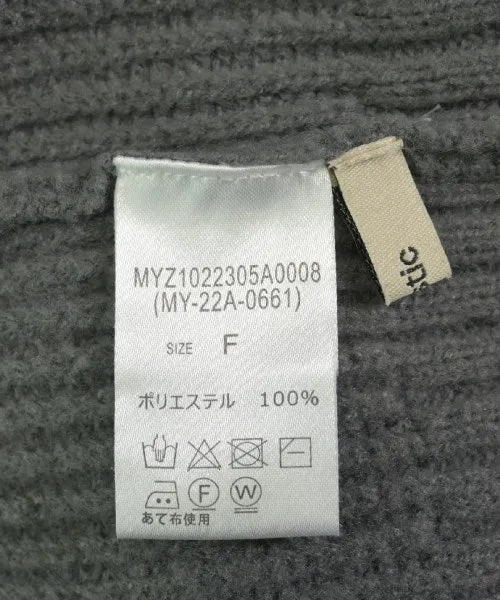 MYZ1022305A0008
(MY-22A-0661)
SIZE F
ポリエステル 100%
F W
あて布使用
stic